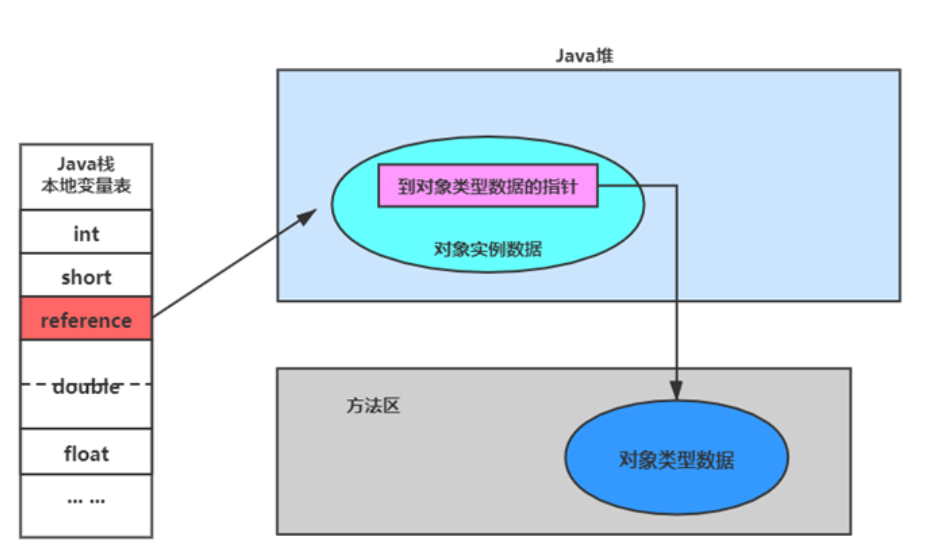 Java堆
Java栈
本地变量表
int
short
reference
double
float
... ...
到对象类型数据的指针
对象实例数据
方法区
对象类型数据